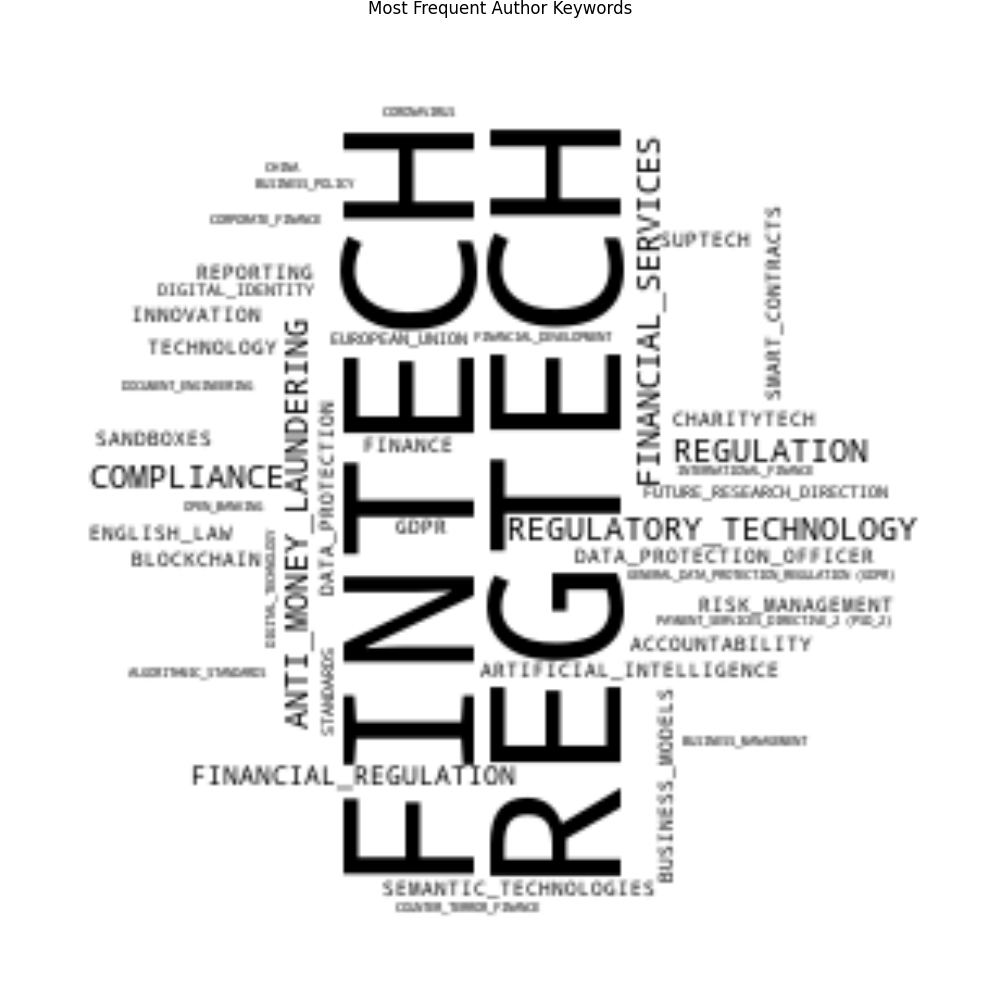 Most Frequent Author Keywords
CORONAVIRUS
CHINA
BUSINESS_POLICY
CORPORATE_FINANCE
FINTECH
REGTECH
FINANCIAL_SERVICES
SUPTECH
SMART_CONTRACTS
REPORTING
DIGITAL_IDENTITY
INNOVATION
TECHNOLOGY
ANTI_MONEY_LAUNDERING
EUROPEAN_UNION
FINANCIAL_DEVELOPMENT
DOCUMENT_ENGINEERING
DATA_PROTECTION
CHARITYTECH
SANDBOXES
FINANCE
REGULATION
INTERNATIONAL_FINANCE
COMPLIANCE
FUTURE_RESEARCH_DIRECTION
OPEN_BANKING
GDPR
REGULATORY_TECHNOLOGY
ENGLISH_LAW
BLOCKCHAIN
DIGITAL_TECHNOLOGY
DATA_PROTECTION_OFFICER
GENERAL_DATA_PROTECTION_REGULATION (GDPR)
RISK_MANAGEMENT
PAYMENT_SERVICES_DIRECTIVE_2 (PSD_2)
ACCOUNTABILITY
ALGORITHMIC_STANDARDS
STANDARDS
ARTIFICIAL_INTELLIGENCE
BUSINESS_MODELS
BUSINESS_MANAGEMENT
FINANCIAL_REGULATION
SEMANTIC_TECHNOLOGIES
COUNTER_TERROR_FINANCE